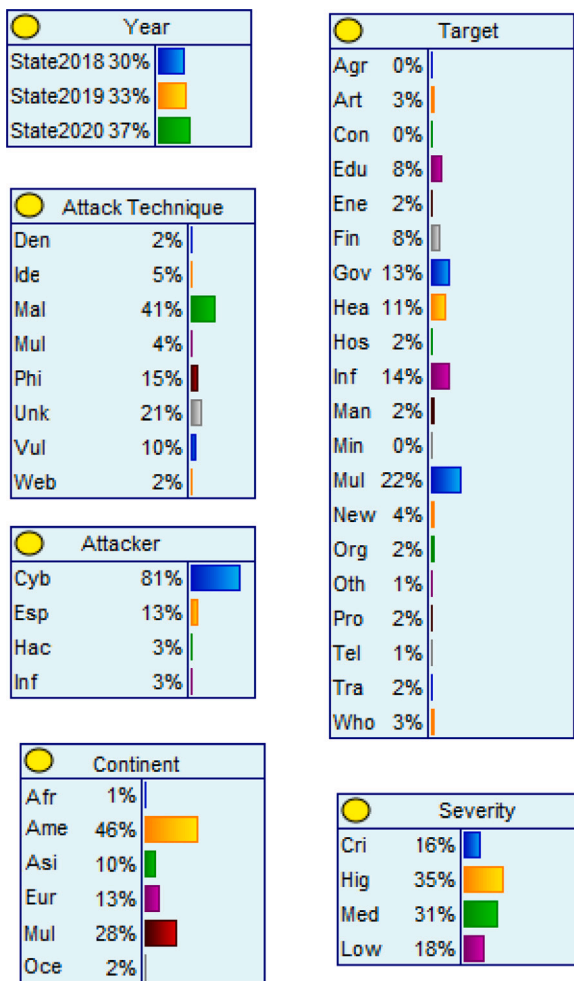 Year
State2018 30%
State2019 33%
State2020 37%
Attack Technique
Den 2%
Ide 5%
Mal 41%
Mul 4%
Phi 15%
Unk 21%
Vul 10%
Web 2%
Attacker
Cyb 81%
Esp 13%
Hac 3%
Inf 3%
Continent
Afr 1%
Ame 46%
Asi 10%
Eur 13%
Mul 28%
Oce 2%
Target
Agr 0%
Art 3%
Con 0%
Edu 8%
Ene 2%
Fin 8%
Gov 13%
Hea 11%
Hos 2%
Inf 14%
Man 2%
Min 0%
Mul 22%
New 4%
Org 2%
Oth 1%
Pro 2%
Tel 1%
Tra 2%
Who 3%
Severity
Cri 16%
Hig 35%
Med 31%
Low 18%